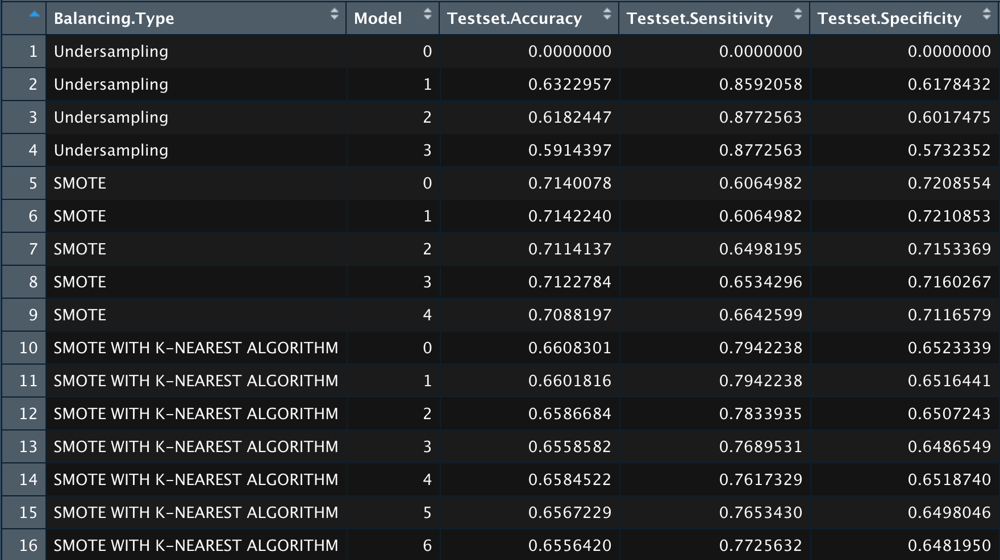 Balancing.Type Model Testset.Accuracy Testset.Sensitivity Testset.Specificity
1 Undersampling 0 0.0000000 0.0000000 0.0000000
2 Undersampling 1 0.6322957 0.8592058 0.6178432
3 Undersampling 2 0.6182447 0.8772563 0.6017475
4 Undersampling 3 0.5914397 0.8772563 0.5732352
5 SMOTE 0 0.7140078 0.6064982 0.7208554
6 SMOTE 1 0.7142240 0.6064982 0.7210853
7 SMOTE 2 0.7114137 0.6498195 0.7153369
8 SMOTE 3 0.7122784 0.6534296 0.7160267
9 SMOTE 4 0.7088197 0.6642599 0.7116579
10 SMOTE WITH K-NEAREST ALGORITHM 0 0.6608301 0.7942238 0.6523339
11 SMOTE WITH K-NEAREST ALGORITHM 1 0.6601816 0.7942238 0.6516441
12 SMOTE WITH K-NEAREST ALGORITHM 2 0.6586684 0.7833935 0.6507243
13 SMOTE WITH K-NEAREST ALGORITHM 3 0.6558582 0.7689531 0.6486549
14 SMOTE WITH K-NEAREST ALGORITHM 4 0.6584522 0.7617329 0.6518740
15 SMOTE WITH K-NEAREST ALGORITHM 5 0.6567229 0.7653430 0.6498046
16 SMOTE WITH K-NEAREST ALGORITHM 6 0.6556420 0.7725632 0.6481950